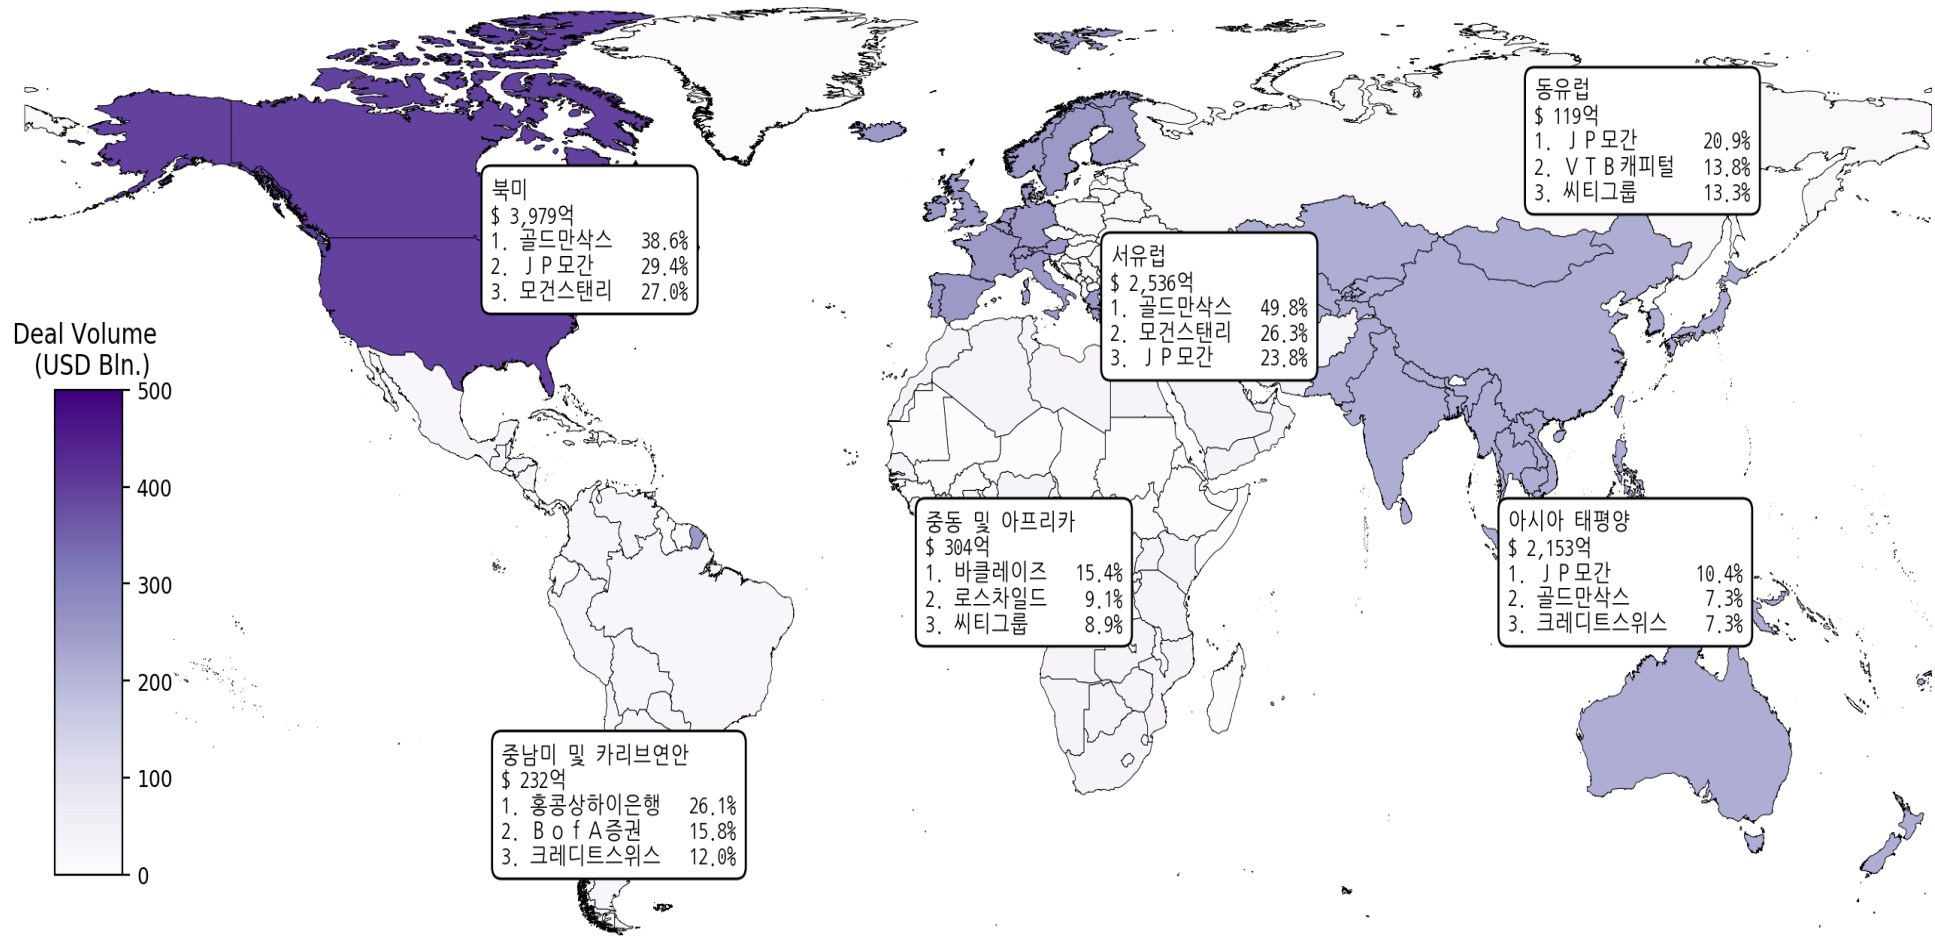 동유럽
$ 119억
1. JP모간 20.9%
2. VTB캐피털 13.8%
3. 씨티그룹 13.3%
북미
$ 3,979억
1. 골드만삭스 38.6%
2. JP모간 29.4%
3. 모건스탠리 27.0%
서유럽
$ 2,536억
1. 골드만삭스 49.8%
2. 모건스탠리 26.3%
3. JP모간 23.8%
Deal Volume
(USD Bln.)
500
400
300
200
100
0
중동 및 아프리카
$ 304억
1. 바클레이즈 15.4%
2. 로스차일드 9.1%
3. 씨티그룹 8.9%
아시아 태평양
$ 2,153억
1. JP모간 10.4%
2. 골드만삭스 7.3%
3. 크레디트스위스 7.3%
중남미 및 카리브연안
$ 232억
1. 홍콩상하이은행 26.1%
2. BofA증권 15.8%
3. 크레디트스위스 12.0%